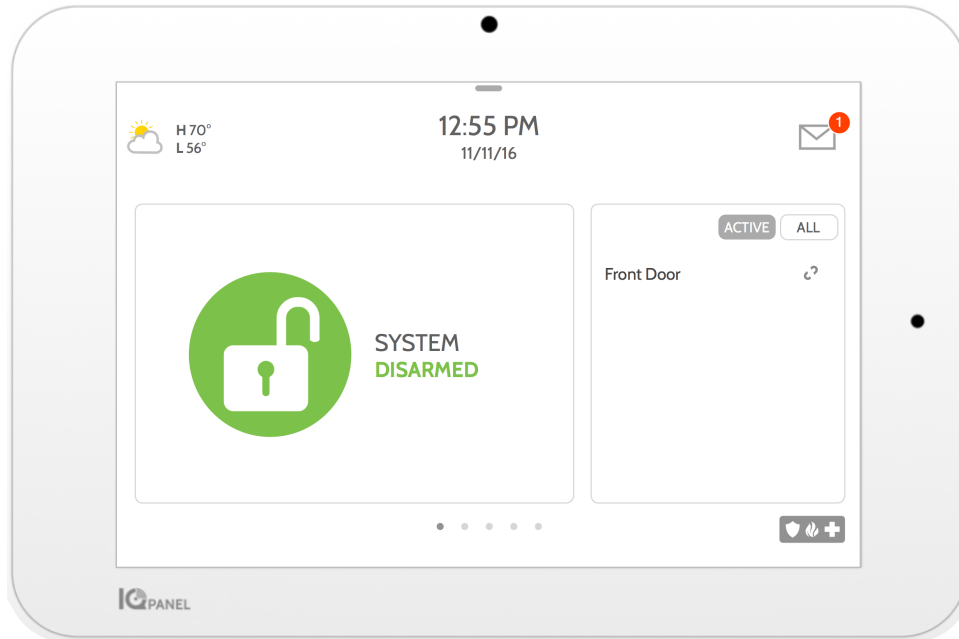 H 70°
L 56°
12:55 PM
11/11/16
1
ACTIVE
ALL
Front Door
SYSTEM
DISARMED
IQ PANEL